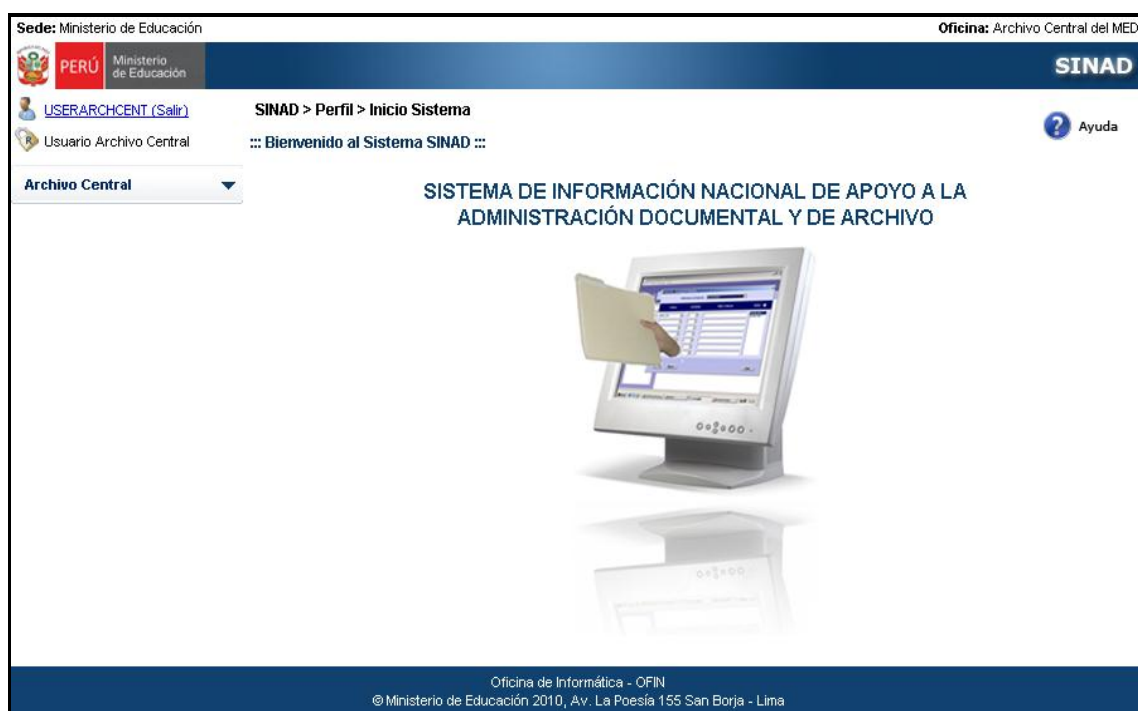 Sede: Ministerio de Educación
Oficina: Archivo Central del MED
PERÚ
Ministerio
de Educación
SINAD
USERARCHCENT (Salir)
SINAD > Perfil > Inicio Sistema
Ayuda
Usuario Archivo Central
::: Bienvenido al Sistema SINAD :::
Archivo Central
SISTEMA DE INFORMACIÓN NACIONAL DE APOYO A LA
ADMINISTRACIÓN DOCUMENTAL Y DE ARCHIVO
Oficina de Informática - OFIN
© Ministerio de Educación 2010, Av. La Poesía 155 San Borja - Lima